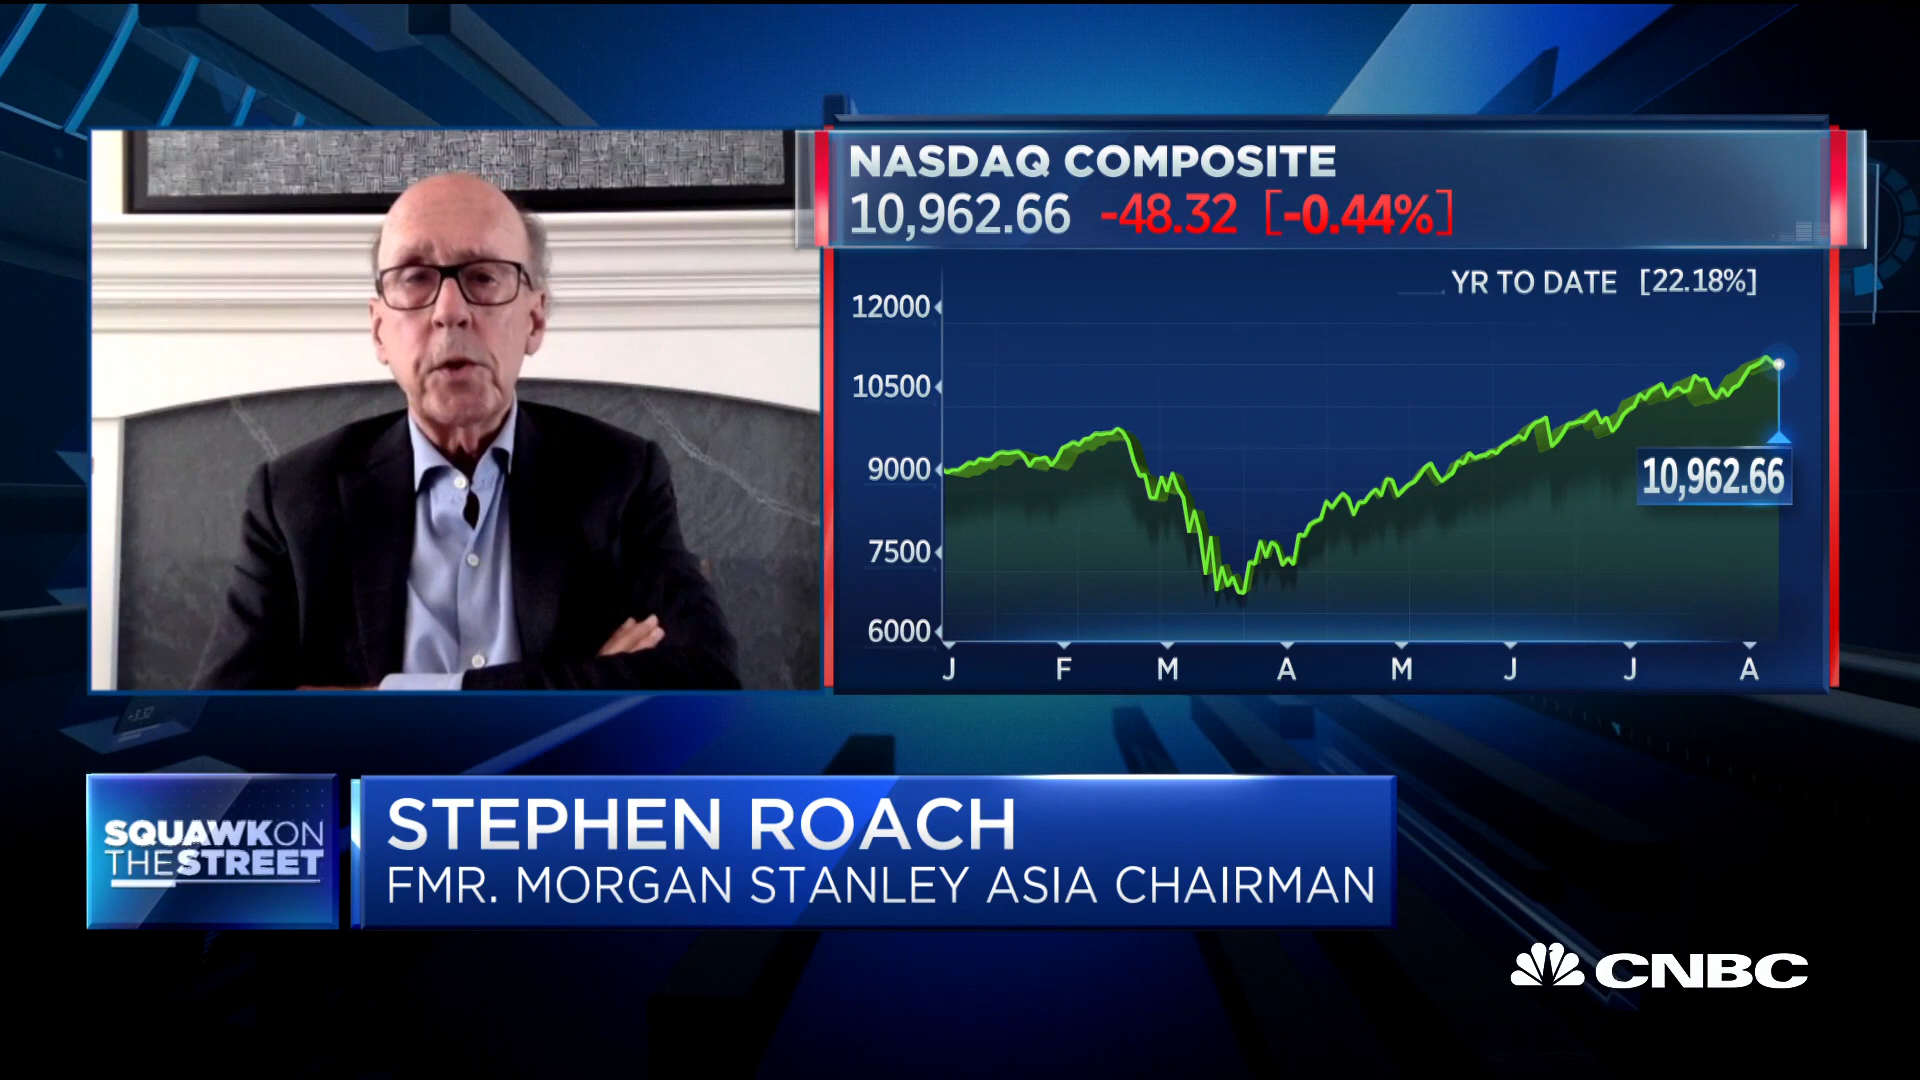 NASDAQ COMPOSITE
10,962.66 -48.32 [-0.44%]
YR TO DATE [22.18%]
12000
10500
9000
7500
6000
10,962.66
J F M A M J J A
SQUAWK ON
THE STREET
STEPHEN ROACH
FMR. MORGAN STANLEY ASIA CHAIRMAN
CNBC